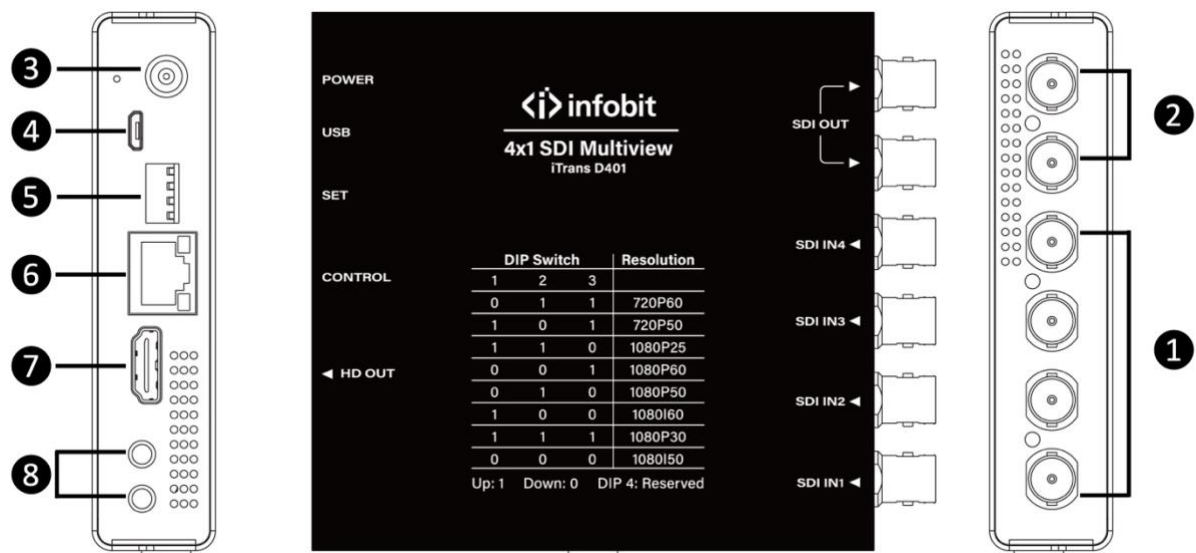 3
4
5
6
7
8
POWER
USB
SET
CONTROL
◄ HD OUT
<i> infobit
4x1 SDI Multiview
iTrans D401
DIP Switch Resolution
1 2 3
0 1 1 720P60
1 0 1 720P50
1 1 0 1080P25
0 0 1 1080P60
0 1 0 1080P50
1 0 0 1080I60
1 1 1 1080P30
0 0 0 1080I50
Up: 1 Down: 0 DIP 4: Reserved
SDI OUT
SDI IN4 ◄
SDI IN3 ◄
SDI IN2 ◄
SDI IN1 ◄
2
1